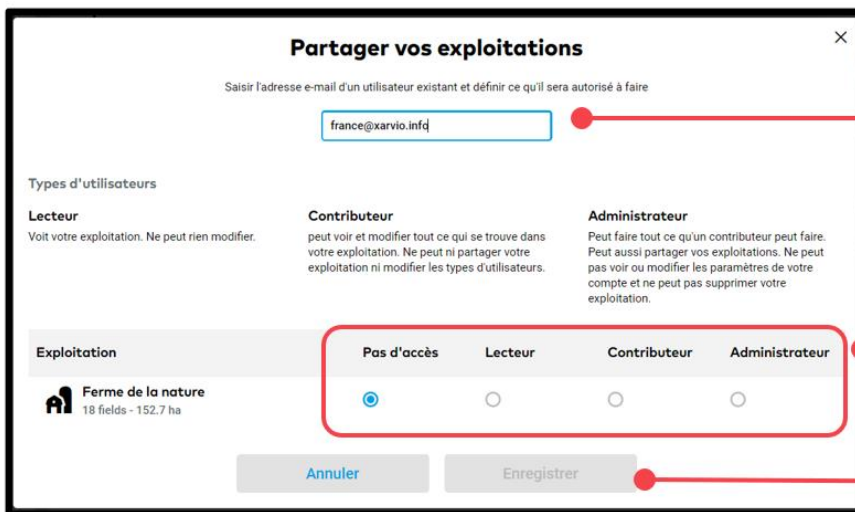 Partager vos exploitations
Saisir l'adresse e-mail d'un utilisateur existant et définir ce qu'il sera autorisé à faire
france@xarvio.info
Types d'utilisateurs
Lecteur
Voit votre exploitation. Ne peut rien modifier.
Contributeur
peut voir et modifier tout ce qui se trouve dans
votre exploitation. Ne peut ni partager votre
exploitation ni modifier les types d'utilisateurs.
Administrateur
Peut faire tout ce qu'un contributeur peut faire.
Peut aussi partager vos exploitations. Ne peut
pas voir ou modifier les paramètres de votre
compte et ne peut pas supprimer votre
exploitation.
Exploitation Pas d'accès Lecteur Contributeur Administrateur
Ferme de la nature
18 fields - 152.7 ha
Annuler Enregistrer